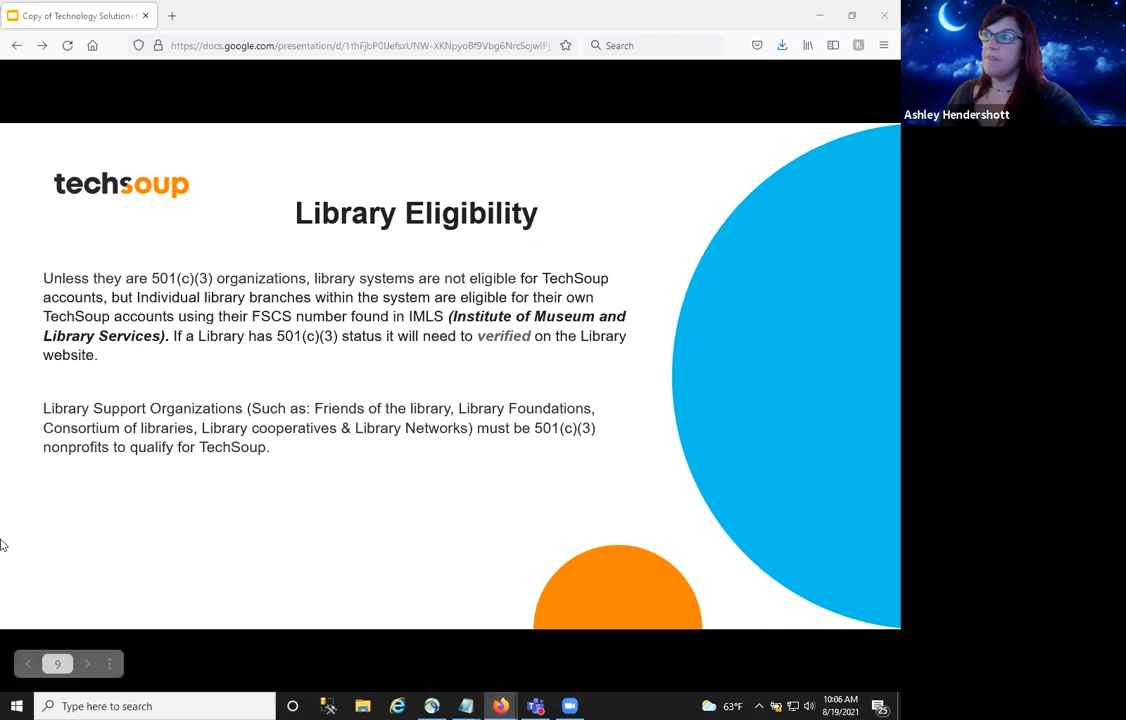 Copy of Technology Solutions
https://docs.google.com/presentation/d/
Search
Ashley Hendershott
techsoup
Library Eligibility
Unless they are 501(c)(3) organizations, library systems are not eligible for TechSoup
accounts, but Individual library branches within the system are eligible for their own
TechSoup accounts using their FSCS number found in IMLS (Institute of Museum and
Library Services). If a Library has 501(c)(3) status it will need to verified on the Library
website.
Library Support Organizations (Such as: Friends of the library, Library Foundations,
Consortium of libraries, Library cooperatives & Library Networks) must be 501(c)(3)
nonprofits to qualify for TechSoup.
9
Type here to search
63°F
10:06 AM
8/19/2021
25